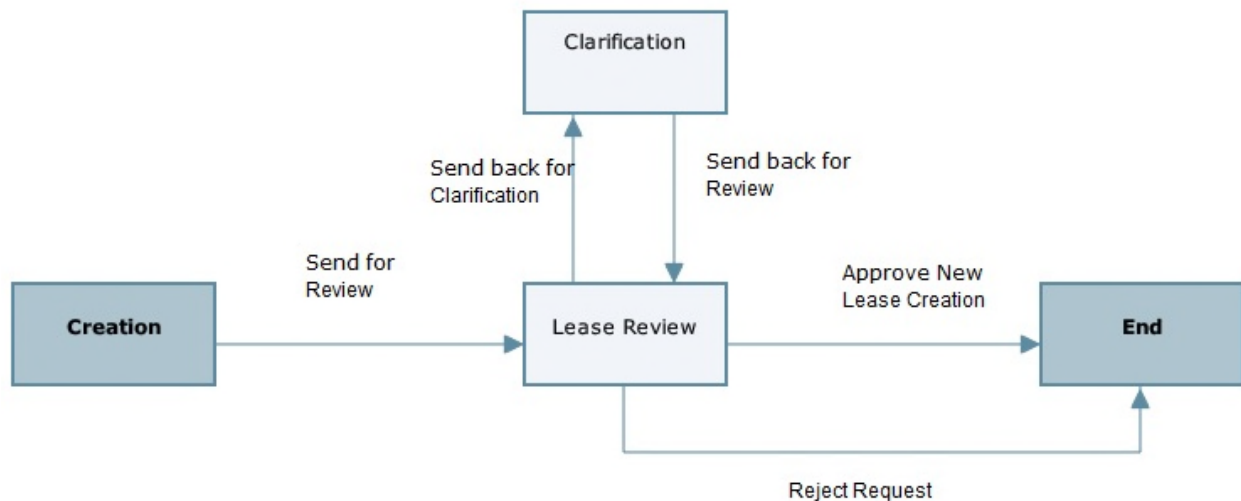 Clarification
Send back for
Clarification
Send back for
Review
Send for
Review
Approve New
Lease Creation
Creation
Lease Review
End
Reject Request